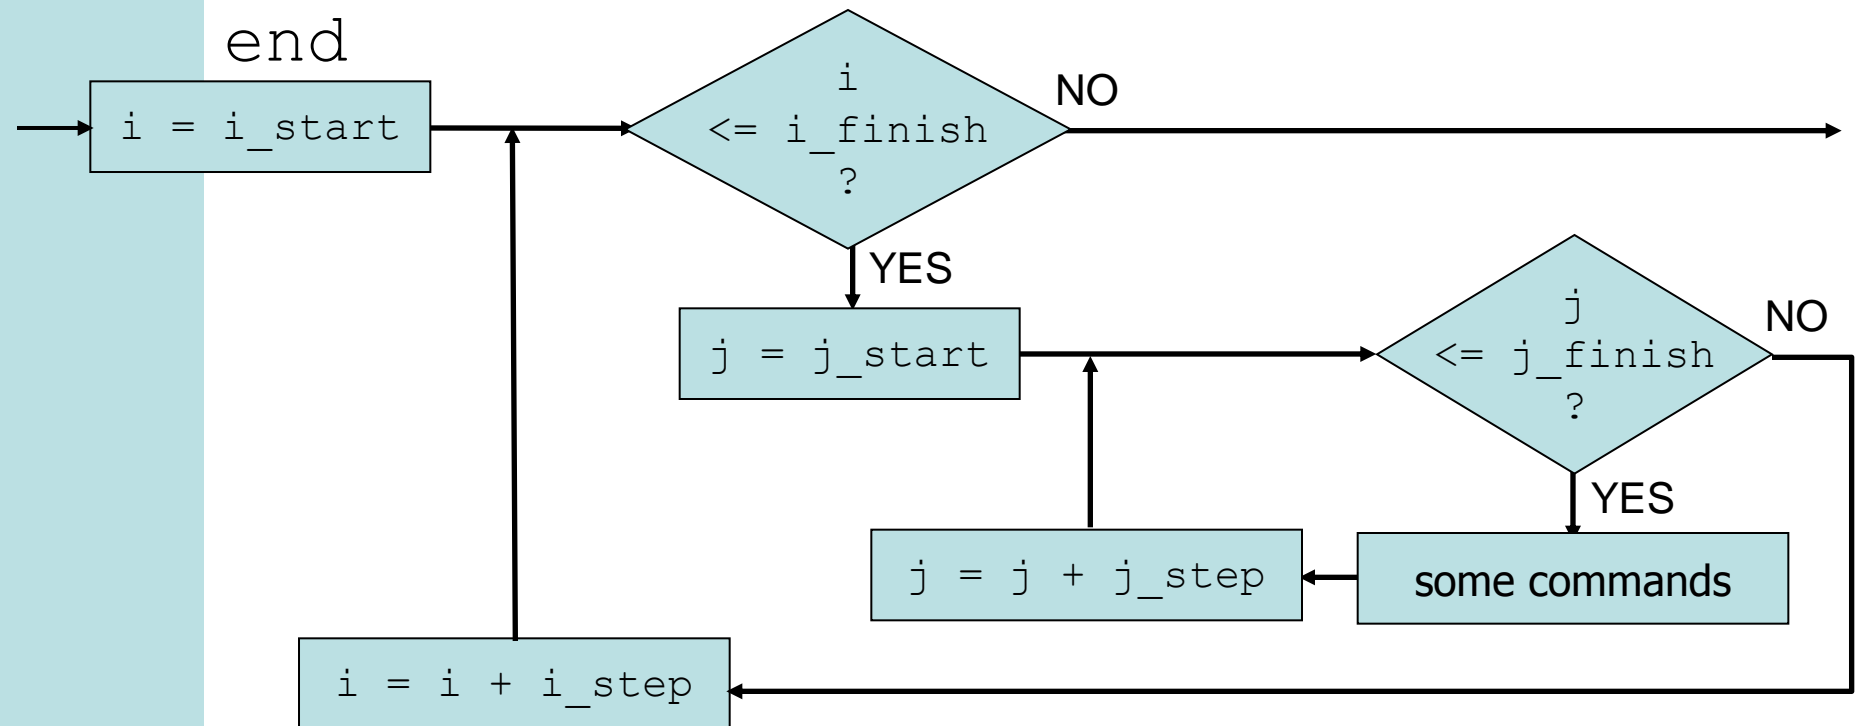 end
i = i_start
i
<= i_finish
?
NO
YES
j = j_start
j
<= j_finish
?
NO
YES
j = j + j_step
some commands
i = i + i_step